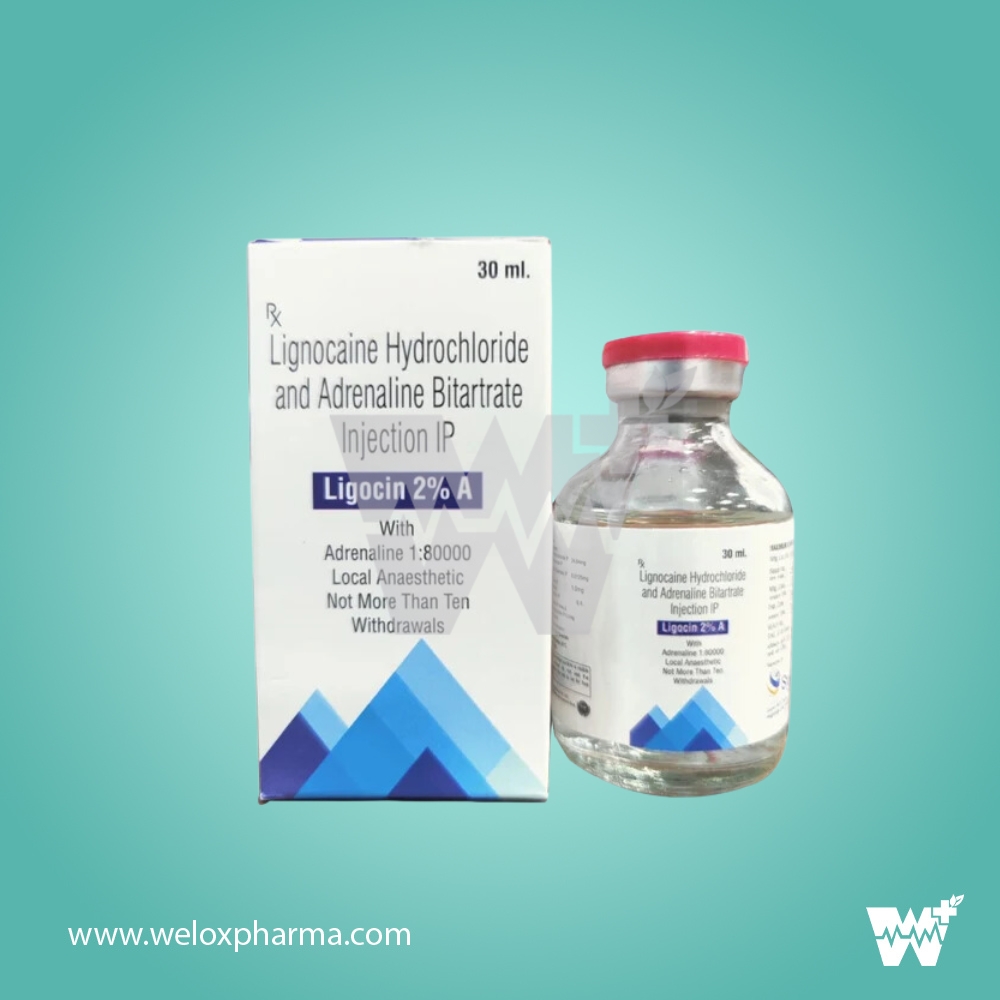 30 ml.
Rx
Lignocaine Hydrochloride
and Adrenaline Bitartrate
Injection IP
Ligocin 2% A
With
Adrenaline 1:80000
Local Anaesthetic
Not More Than Ten
Withdrawals
30 ml.
Rx
Lignocaine Hydrochloride
and Adrenaline Bitartrate
Injection IP
Ligocin 2% A
With
Adrenaline 1:80000
Local Anaesthetic
Not More Than Ten
Withdrawals
www.weloxpharma.com